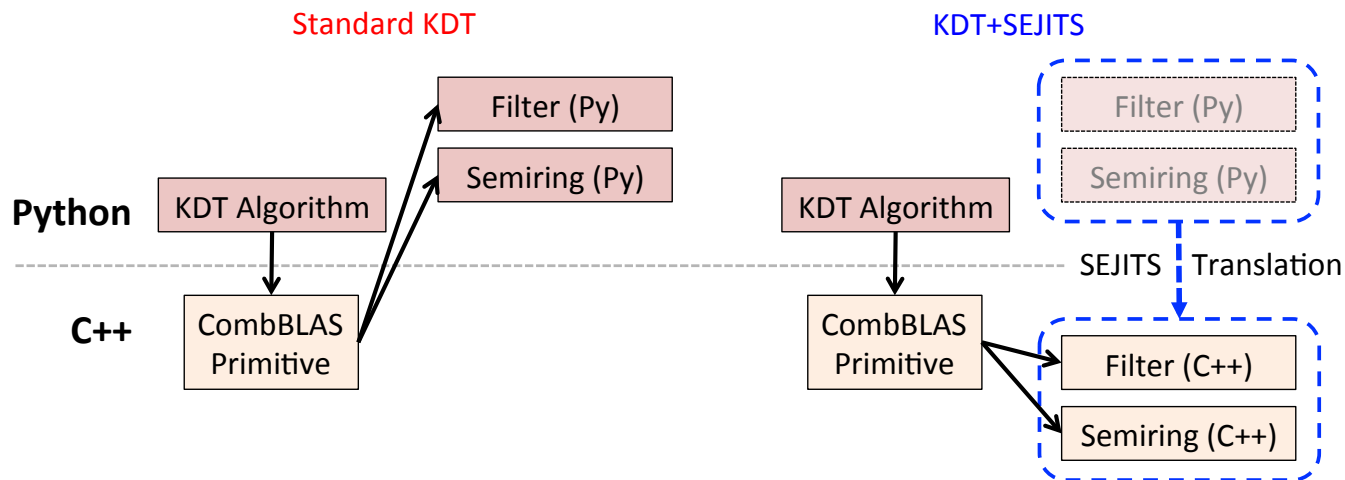 Standard KDT
KDT+SEJITS
Filter (Py)
Semiring (Py)
Python
KDT Algorithm
C++
CombBLAS
Primitive
Filter (Py)
Semiring (Py)
KDT Algorithm
SEJITS Translation
CombBLAS
Primitive
Filter (C++)
Semiring (C++)